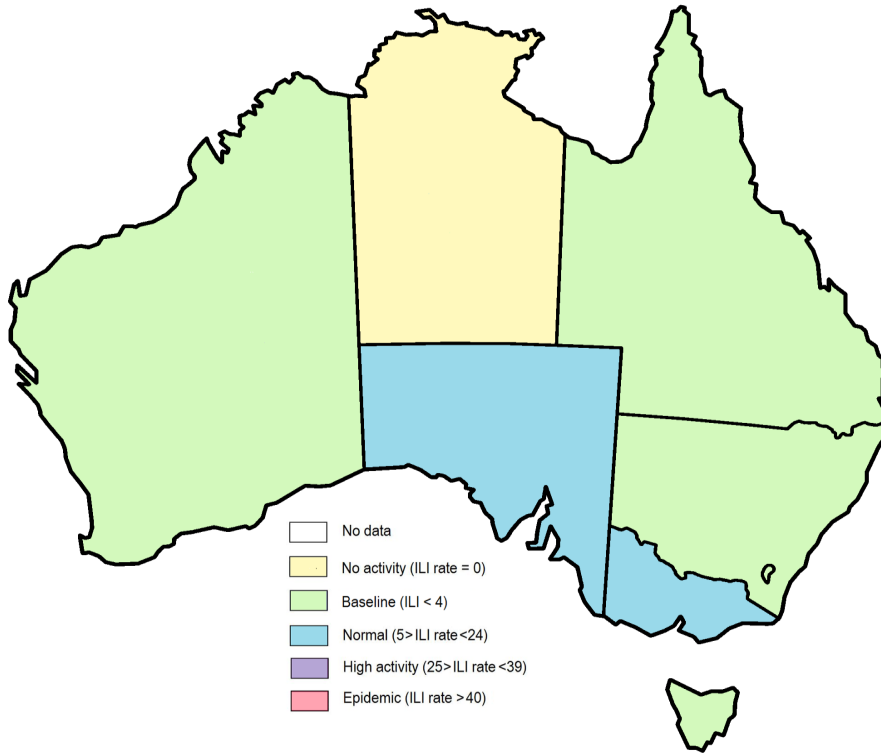 No data
No activity (ILI rate = 0)
Baseline (ILI < 4)
Normal (5>ILI rate<24)
High activity (25>ILI rate<39)
Epidemic (ILI rate >40)